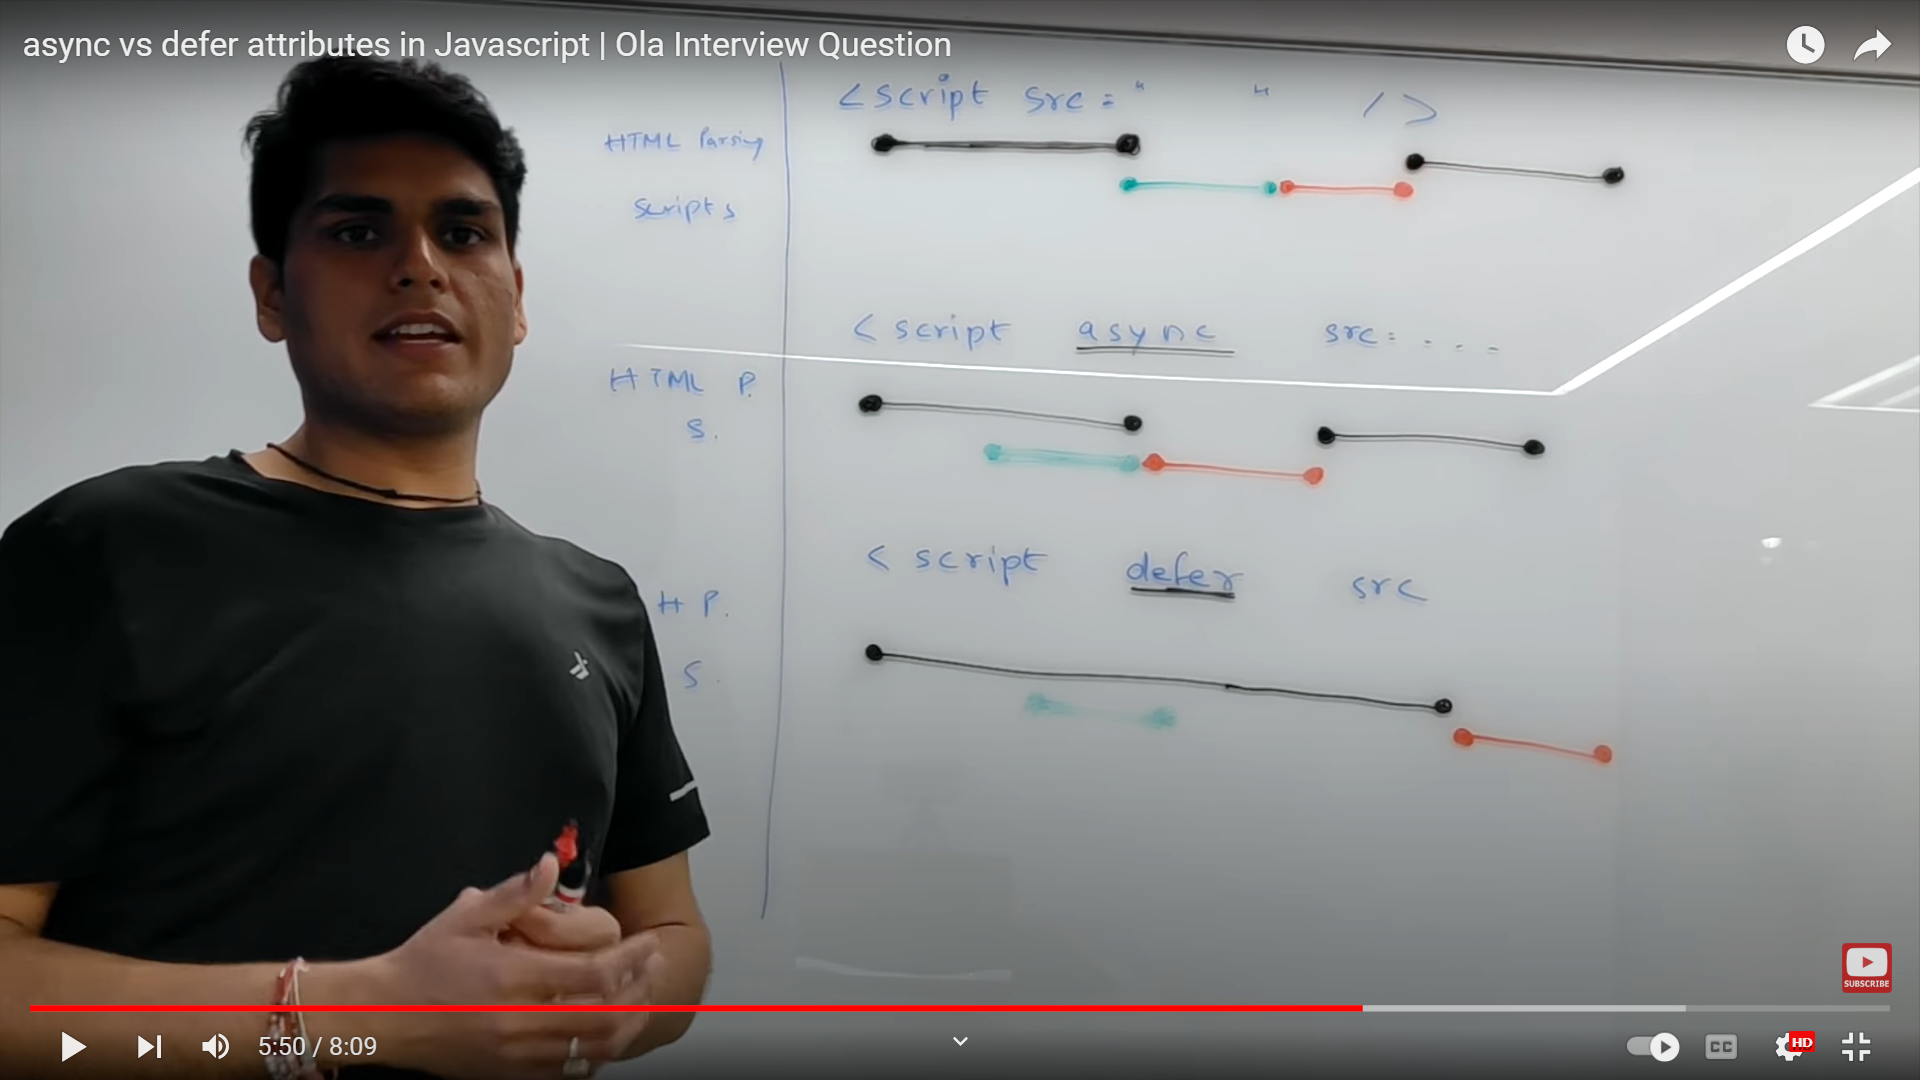 async vs defer attributes in Javascript | Ola Interview Question
<script src = " " />
HTML Parsing
Scripts
<script async src = . . . -
HTML P.
S.
<script defer src
H P.
S.
SUBSCRIBE
5:50 / 8:09
CC
HD